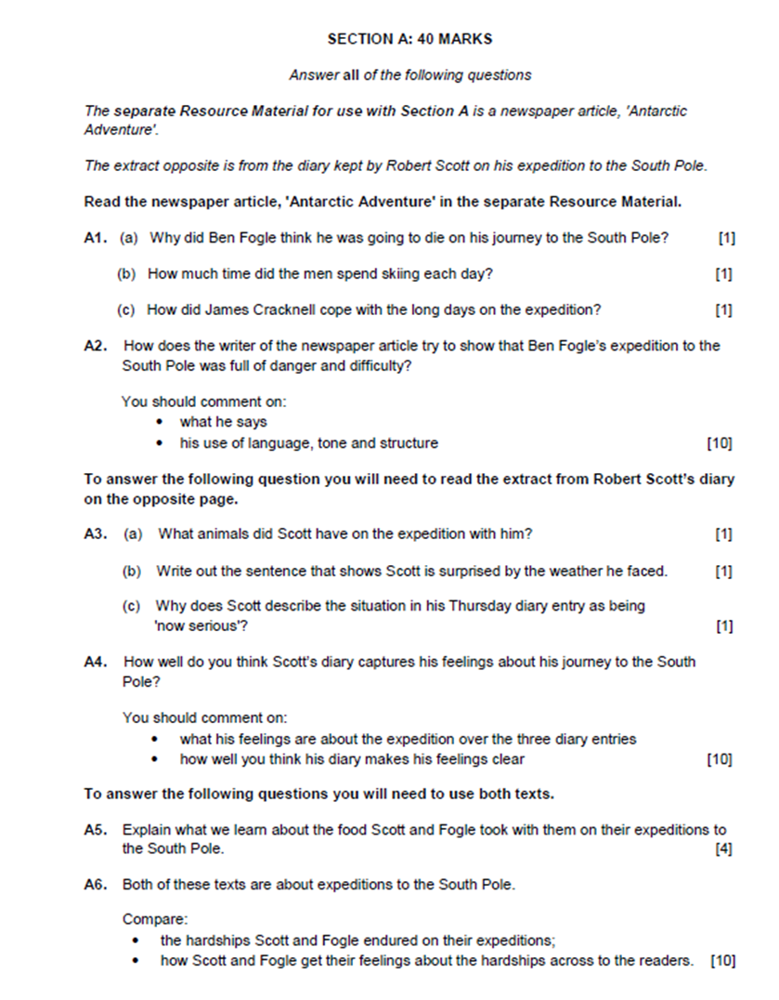 SECTION A: 40 MARKS
Answer all of the following questions
The separate Resource Material for use with Section A is a newspaper article, 'Antarctic
Adventure'.
The extract opposite is from the diary kept by Robert Scott on his expedition to the South Pole.
Read the newspaper article, 'Antarctic Adventure' in the separate Resource Material.
A1. (a) Why did Ben Fogle think he was going to die on his journey to the South Pole? [1]
(b) How much time did the men spend skiing each day? [1]
(c) How did James Cracknell cope with the long days on the expedition? [1]
A2. How does the writer of the newspaper article try to show that Ben Fogle's expedition to the
South Pole was full of danger and difficulty?
You should comment on:
• what he says
• his use of language, tone and structure [10]
To answer the following question you will need to read the extract from Robert Scott's diary
on the opposite page.
A3. (a) What animals did Scott have on the expedition with him? [1]
(b) Write out the sentence that shows Scott is surprised by the weather he faced. [1]
(c) Why does Scott describe the situation in his Thursday diary entry as being
'now serious'? [1]
A4. How well do you think Scott's diary captures his feelings about his journey to the South
Pole?
You should comment on:
• what his feelings are about the expedition over the three diary entries
• how well you think his diary makes his feelings clear [10]
To answer the following questions you will need to use both texts.
A5. Explain what we learn about the food Scott and Fogle took with them on their expeditions to
the South Pole. [4]
A6. Both of these texts are about expeditions to the South Pole.
Compare:
• the hardships Scott and Fogle endured on their expeditions;
• how Scott and Fogle get their feelings about the hardships across to the readers. [10]